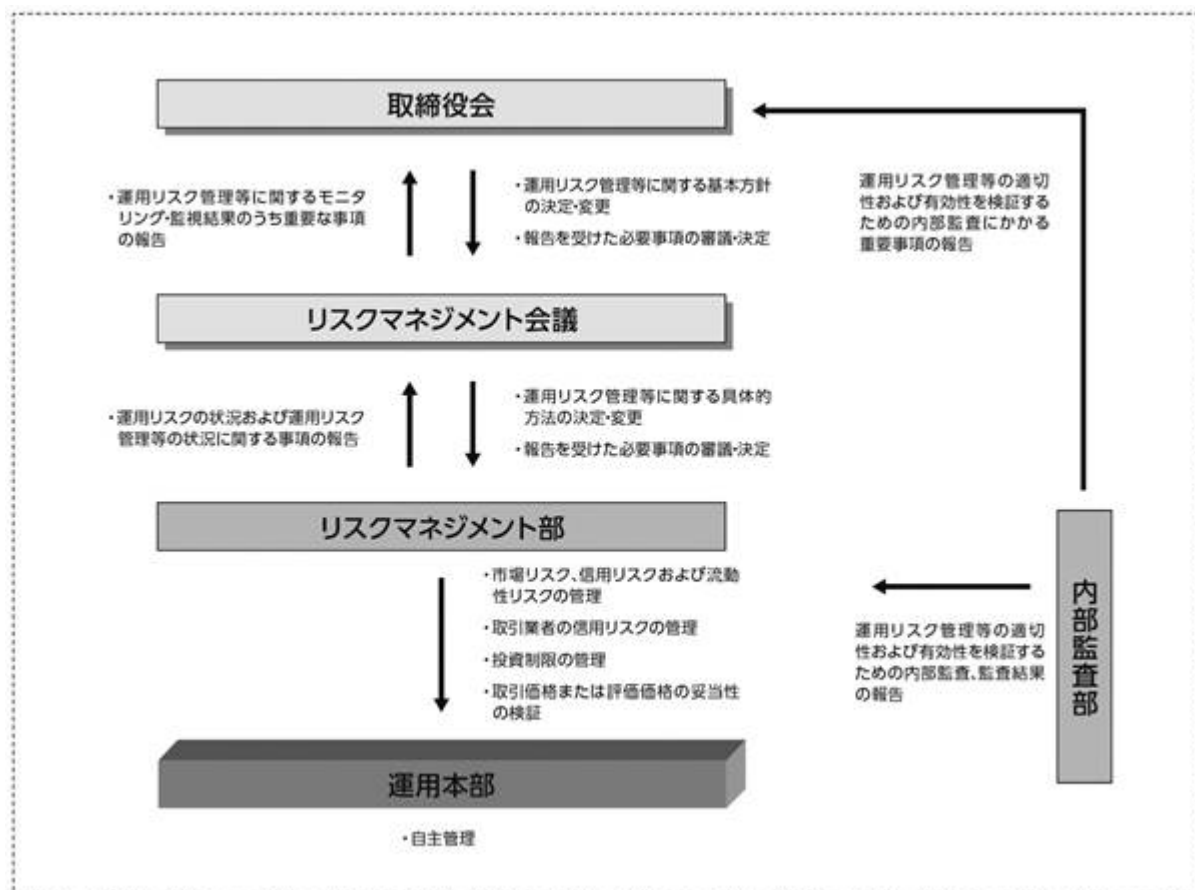 取締役会
・運用リスク管理等に関するモニタ
リング・監視結果のうち重要な事項
の報告
・運用リスク管理等に関する基本方針
の決定・変更
・報告を受けた必要事項の審議・決定
運用リスク管理等の適切
性および有効性を検証する
ための内部監査にかかる
重要事項の報告
リスクマネジメント会議
・運用リスクの状況および運用リスク
管理等の状況に関する事項の報告
・運用リスク管理等に関する具体的
方法の決定・変更
・報告を受けた必要事項の審議・決定
リスクマネジメント部
・市場リスク、信用リスクおよび流動
性リスクの管理
・取引業者の信用リスクの管理
・投資制限の管理
・取引価格または評価価格の妥当性
の検証
運用リスク管理等の適切
性および有効性を検証する
ための内部監査、監査結果
の報告
内部監査部
運用本部
・自主管理